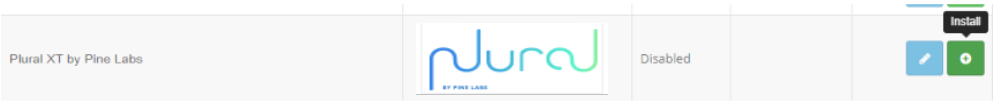 Install
Plural XT by Pine Labs
plural
BY PINE LABS
Disabled